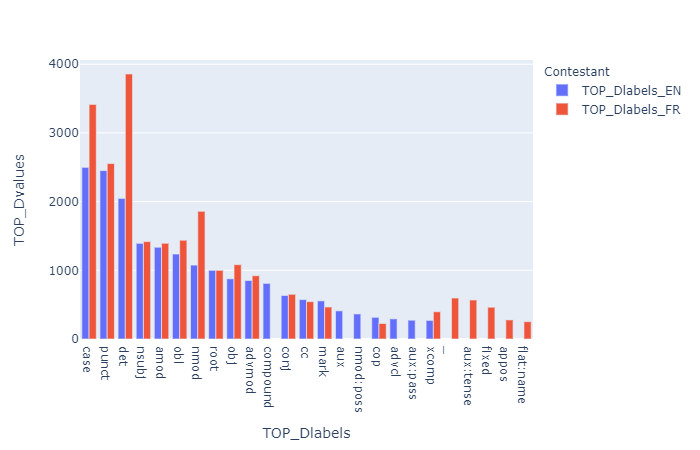 Contestant
TOP_Dlabels_EN
TOP_Dlabels_FR
TOP_Dvalues
4000
3000
2000
1000
0
case
punct
det
nsubj
amod
obl
nmod
root
obj
advmod
compound
conj
cc
mark
aux
nmod:poss
cop
advcl
aux:pass
xcomp
_
aux:tense
fixed
appos
flat:name
TOP_Dlabels